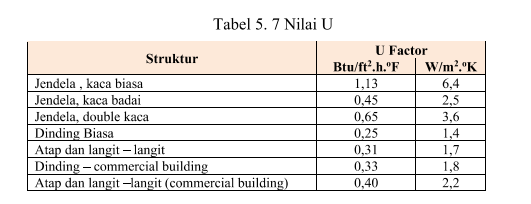 Tabel 5. 7 Nilai U
Struktur U Factor
Btu/ft².h.ºF W/m².ºK
Jendela , kaca biasa 1,13 6,4
Jendela, kaca badai 0,45 2,5
Jendela, double kaca 0,65 3,6
Dinding Biasa 0,25 1,4
Atap dan langit – langit 0,31 1,7
Dinding – commercial building 0,33 1,8
Atap dan langit –langit (commercial building) 0,40 2,2